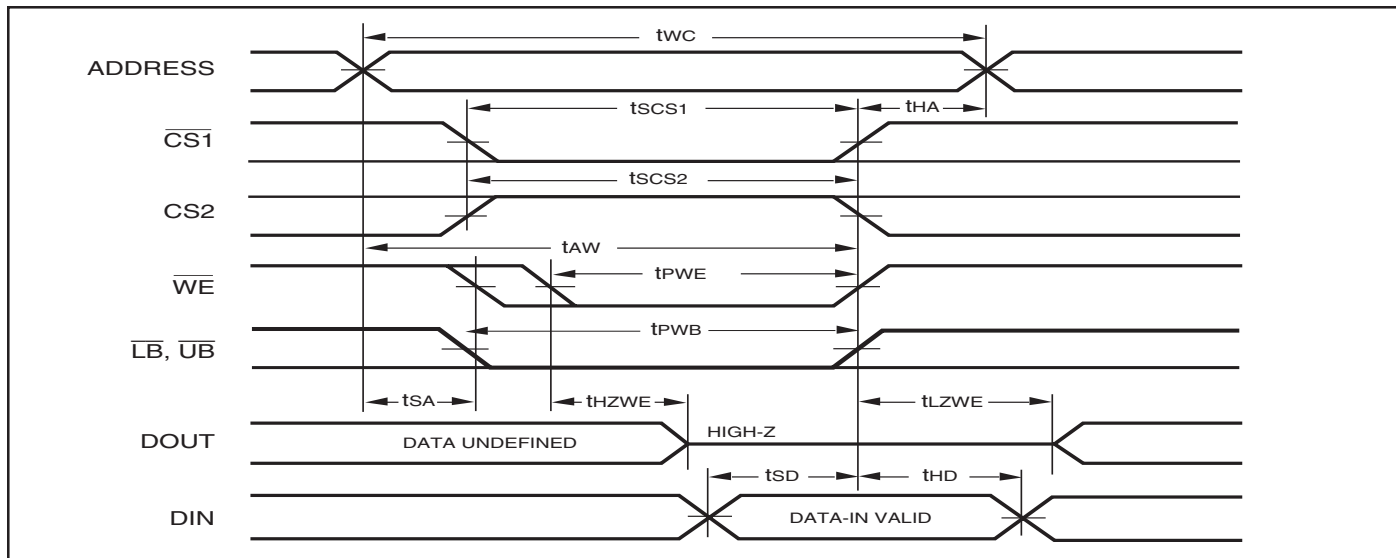 tWC
ADDRESS
tSCS1
tHA
CS1
tSCS2
CS2
tAW
WE
tPWE
LB, UB
tPWB
tSA
tHZWE
tLZWE
DOUT
DATA UNDEFINED
HIGH-Z
tSD
tHD
DIN
DATA-IN VALID